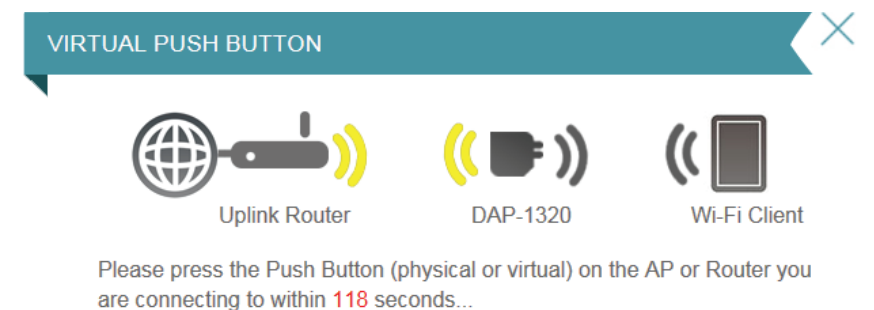 VIRTUAL PUSH BUTTON
Uplink Router
DAP-1320
Wi-Fi Client
Please press the Push Button (physical or virtual) on the AP or Router you
are connecting to within 118 seconds...